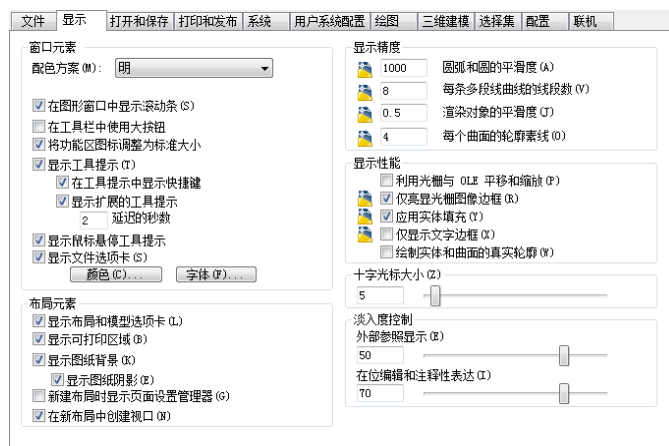 文件 显示 打开和保存 打印和发布 系统 用户系统配置 绘图 三维建模 选择集 配置 联机
窗口元素
配色方案(M): 明
在图形窗口中显示滚动条(S)
在工具栏中使用大按钮
将功能区图标调整为标准大小
显示工具提示(T)
在工具提示中显示快捷键
显示扩展的工具提示
2 延迟的秒数
显示鼠标悬停工具提示
显示文件选项卡(S)
颜色(C)... 字体(F)...
布局元素
显示布局和模型选项卡(L)
显示可打印区域(B)
显示图纸背景(K)
显示图纸阴影(E)
新建布局时显示页面设置管理器(G)
在新布局中创建视口(N)
显示精度
1000 圆弧和圆的平滑度(A)
8 每条多段线曲线的线段数(V)
0.5 渲染对象的平滑度(J)
4 每个曲面的轮廓素线(O)
显示性能
利用光栅与 OLE 平移和缩放(P)
仅亮显光栅图像边框(R)
应用实体填充(Y)
仅显示文字边框(X)
绘制实体和曲面的真实轮廓(W)
十字光标大小(Z)
5
淡入度控制
外部参照显示(E)
50
在位编辑和注释性表达(I)
70